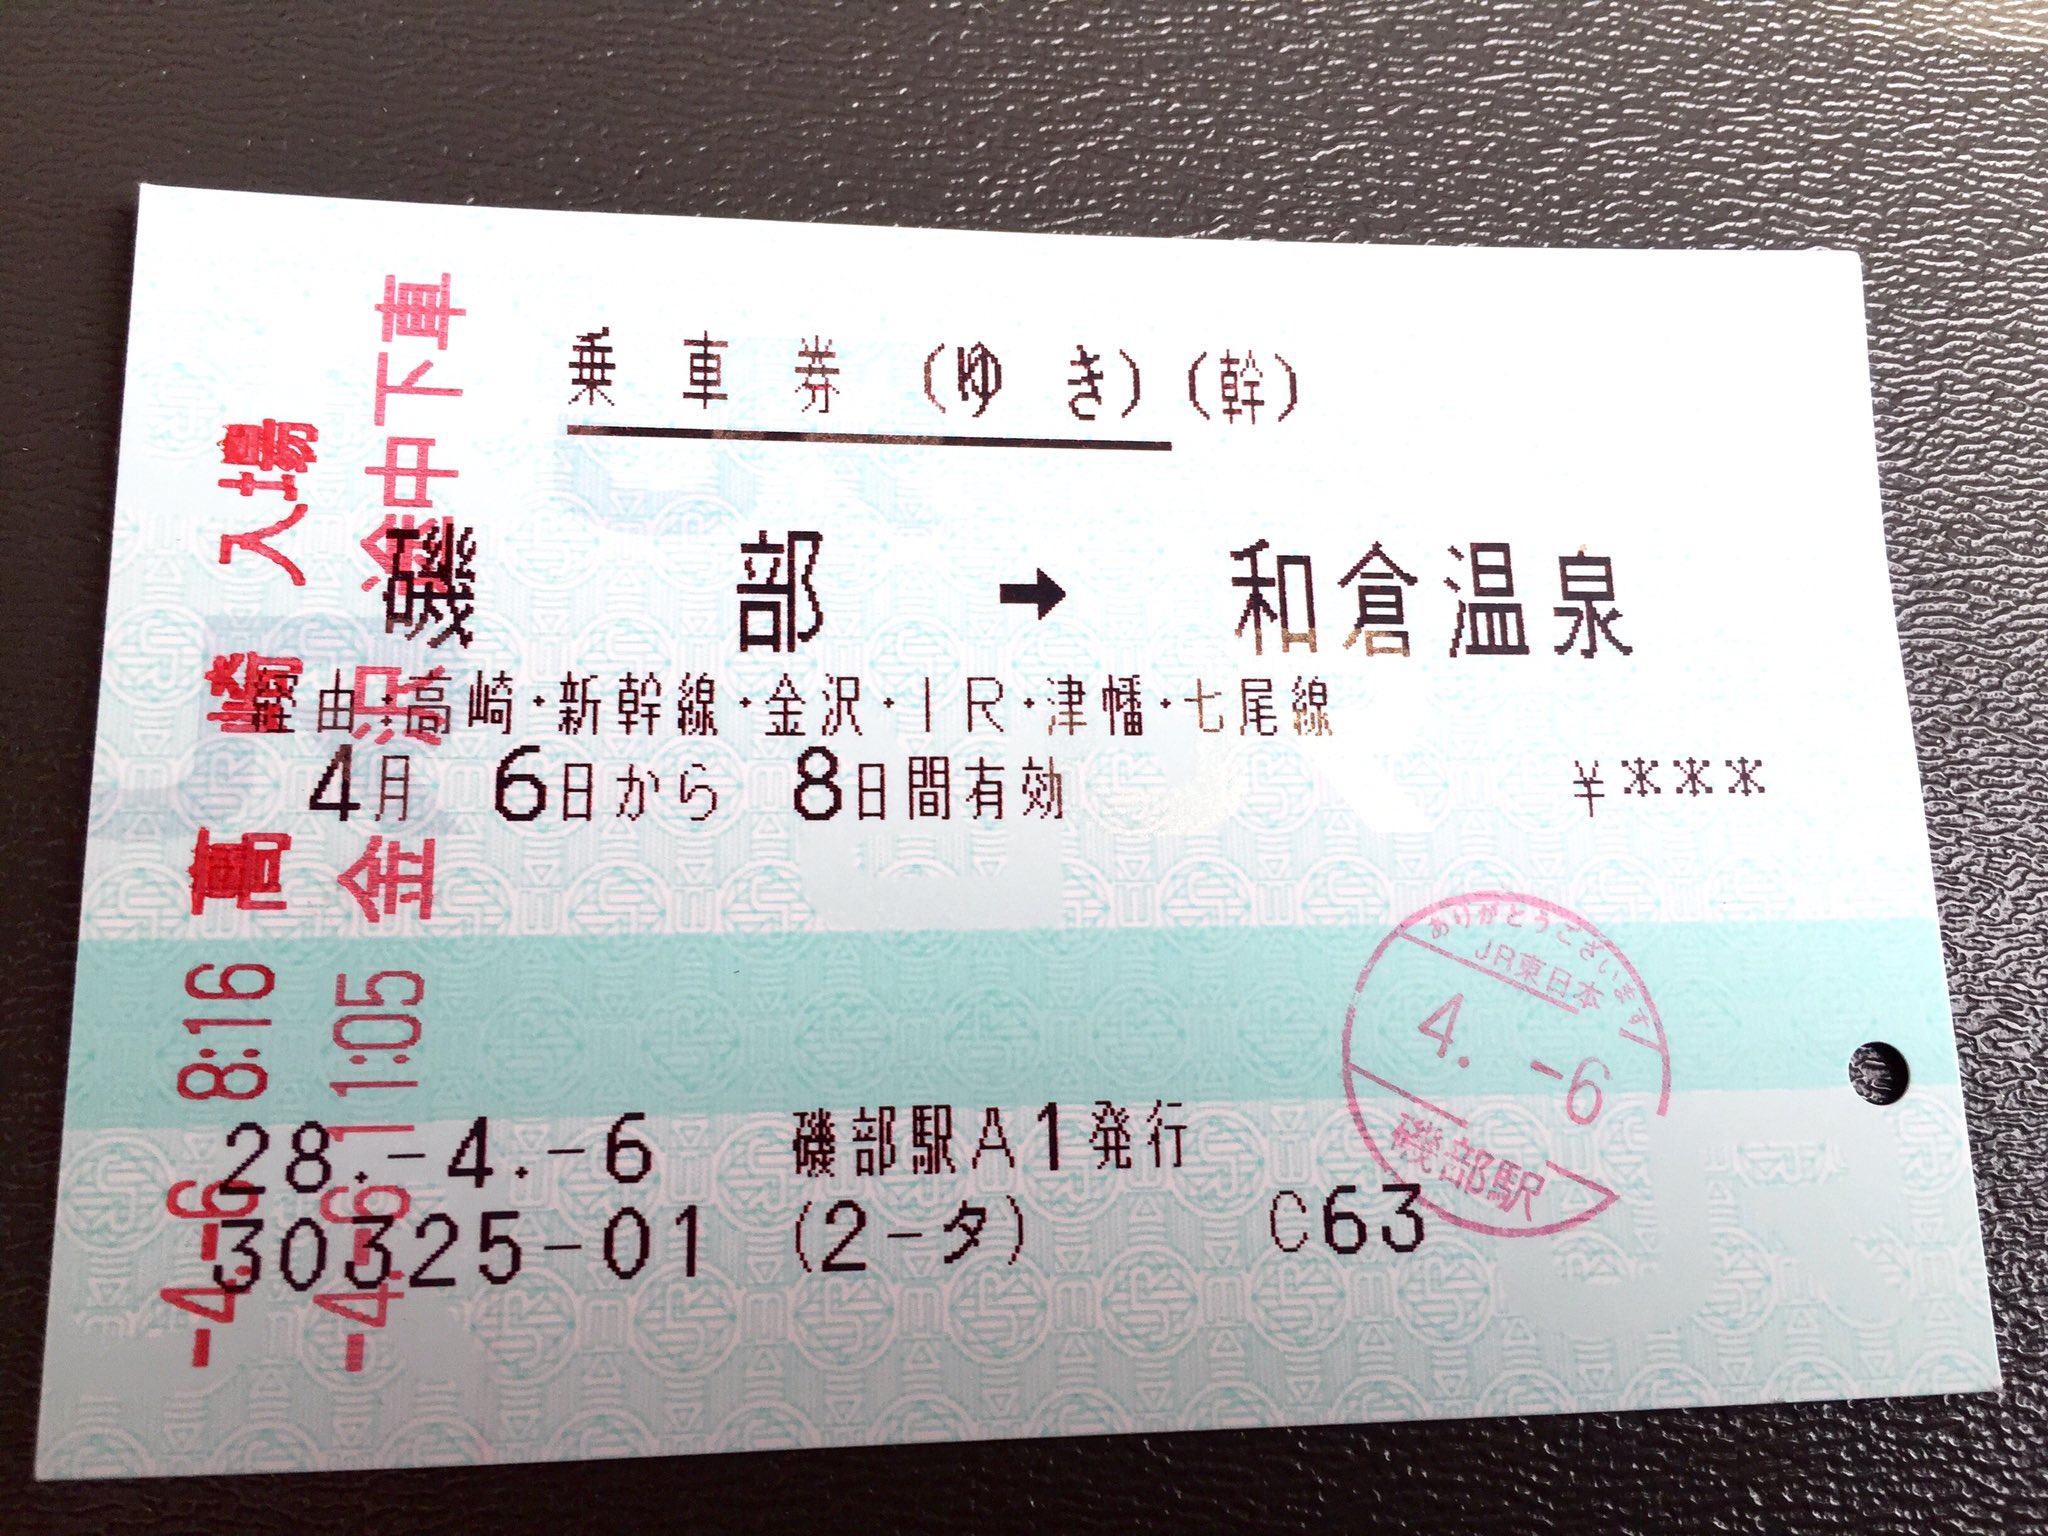 乗車券(ゆき)(幹)
磯部→和倉温泉
経由:高崎・新幹線・金沢・IR・津幡・七尾線
4月 6日から 8日間有効 ¥***
28.-4.-6 磯部駅A1発行
30325-01 (2-タ) C63
-4.-6 8:16 高崎 入場
-4.-6 11:05 金沢 途中下車
ありがとうございます
JR東日本
4.-6
磯部駅